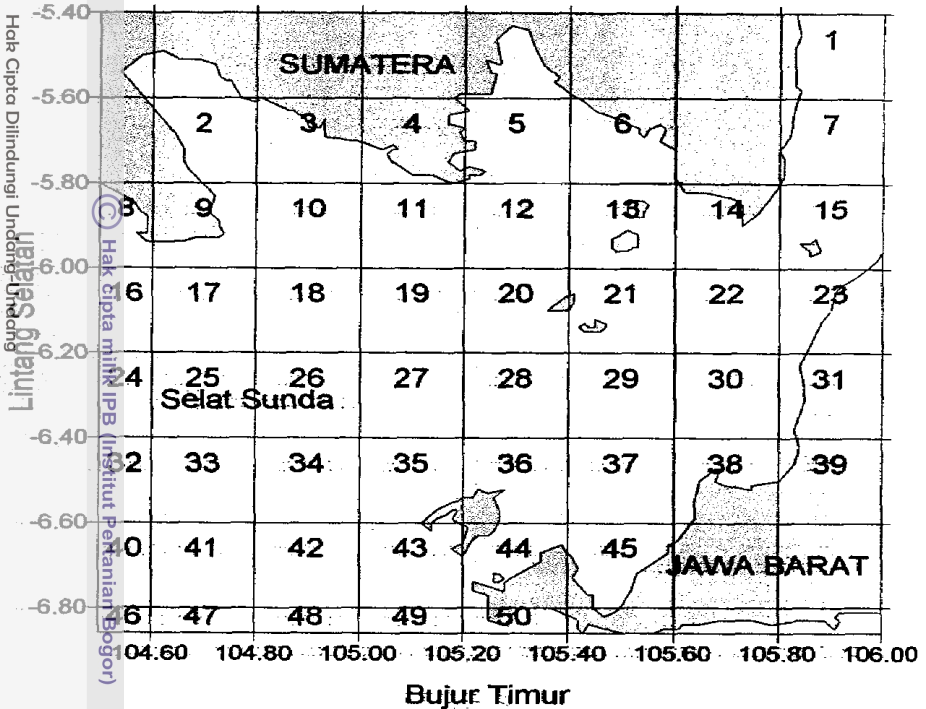 -5.40
SUMATERA
1
-5.60
2 3 4 5 6 7
-5.80
8 9 10 11 12 13 14 15
-6.00
16 17 18 19 20 21 22 23
-6.20
24 25 26 27 28 29 30 31
Selat Sunda
-6.40
32 33 34 35 36 37 38 39
-6.60
40 41 42 43 44 45
JAWA BARAT
-6.80
46 47 48 49 50
104.60 104.80 105.00 105.20 105.40 105.60 105.80 106.00
Bujur Timur
Lintang Selatan
Hak Cipta Dilindungi Undang-Undang
© Hak cipta milik IPB (Institut Pertanian Bogor)